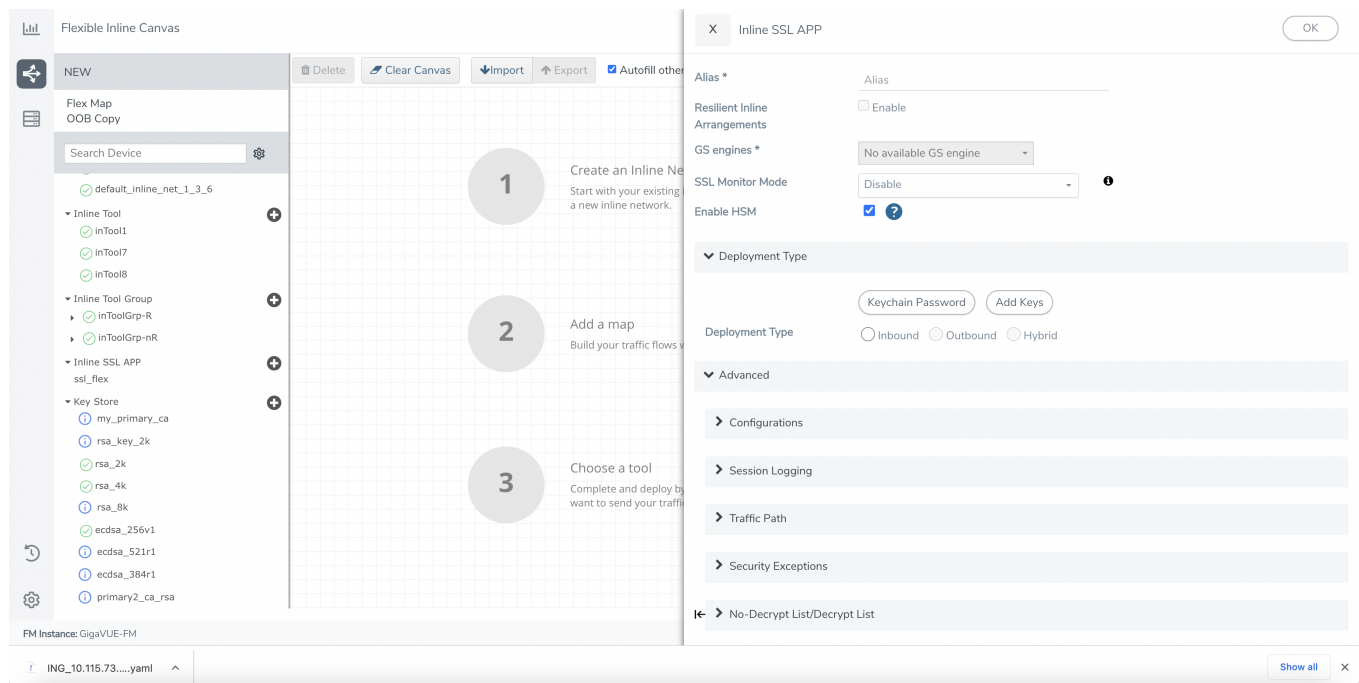 Flexible Inline Canvas
NEW
Flex Map
OOB Copy
Search Device
default_inline_net_1_3_6
Inline Tool
inTool1
inTool7
inTool8
Inline Tool Group
inToolGrp-R
inToolGrp-nR
Inline SSL APP
ssl_flex
Key Store
my_primary_ca
rsa_key_2k
rsa_2k
rsa_4k
rsa_8k
ecdsa_256v1
ecdsa_521r1
ecdsa_384r1
primary2_ca_rsa
Delete
Clear Canvas
Import
Export
Autofill other
1
Create an Inline Ne
Start with your existing
a new inline network.
2
Add a map
Build your traffic flows w
3
Choose a tool
Complete and deploy by
want to send your traffi
X
Inline SSL APP
OK
Alias *
Alias
Resilient Inline
Arrangements
Enable
GS engines *
No available GS engine
SSL Monitor Mode
Disable
Enable HSM
?
Deployment Type
Keychain Password
Add Keys
Deployment Type
Inbound
Outbound
Hybrid
Advanced
Configurations
Session Logging
Traffic Path
Security Exceptions
No-Decrypt List/Decrypt List
FM Instance: GigaVUE-FM
ING_10.115.73.....yaml
Show all